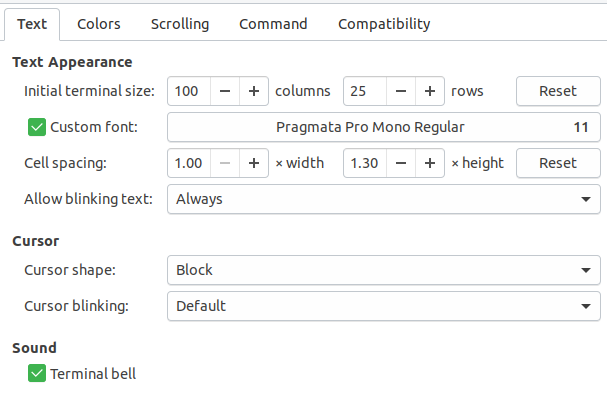 Text Colors Scrolling Command Compatibility
Text Appearance
Initial terminal size: 100 − + columns 25 − + rows Reset
Custom font: Pragmata Pro Mono Regular 11
Cell spacing: 1.00 − + × width 1.30 − + × height Reset
Allow blinking text: Always
Cursor
Cursor shape: Block
Cursor blinking: Default
Sound
Terminal bell